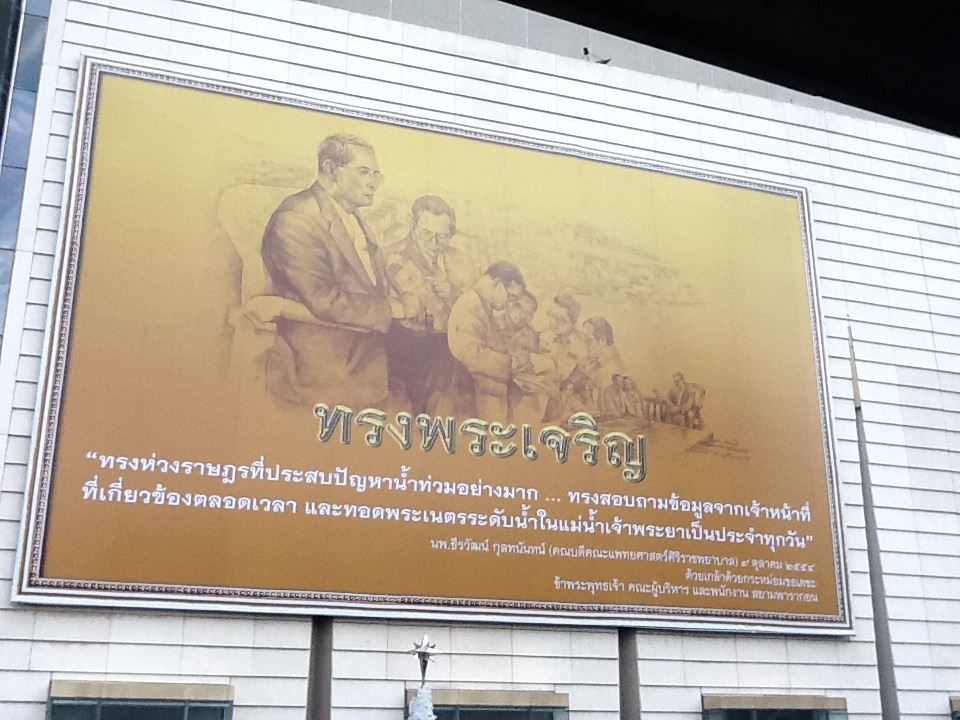 ทรงพระเจริญ
“ทรงห่วงราษฎรที่ประสบปัญหาน้ำท่วมอย่างมาก ... ทรงสอบถามข้อมูลจากเจ้าหน้าที่
ที่เกี่ยวข้องตลอดเวลา และทอดพระเนตรระดับน้ำในแม่น้ำเจ้าพระยาเป็นประจำทุกวัน”
นพ.ธีรวัฒน์ กุลทนันทน์ (คณบดีคณะแพทยศาสตร์ศิริราชพยาบาล) ๙ ตุลาคม ๒๕๕๔
ด้วยเกล้าด้วยกระหม่อมขอเดชะ
ข้าพระพุทธเจ้า คณะผู้บริหาร และพนักงาน สยามพารากอน